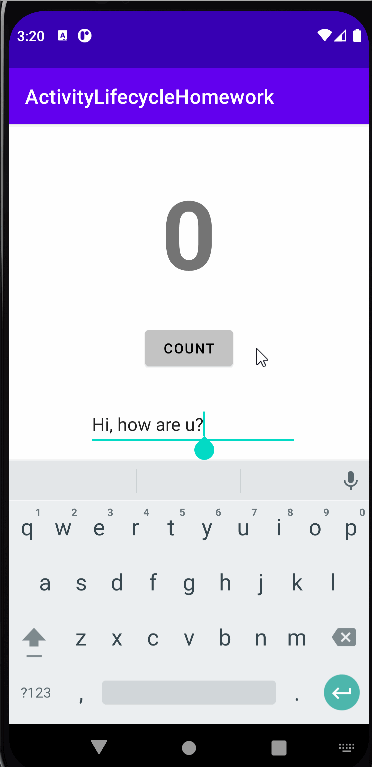 3:20 A
ActivityLifecycleHomework
0
COUNT
Hi, how are u?
1 2 3 4 5 6 7 8 9 0
q w e r t y u i o p
a s d f g h j k l
z x c v b n m
?123 , .